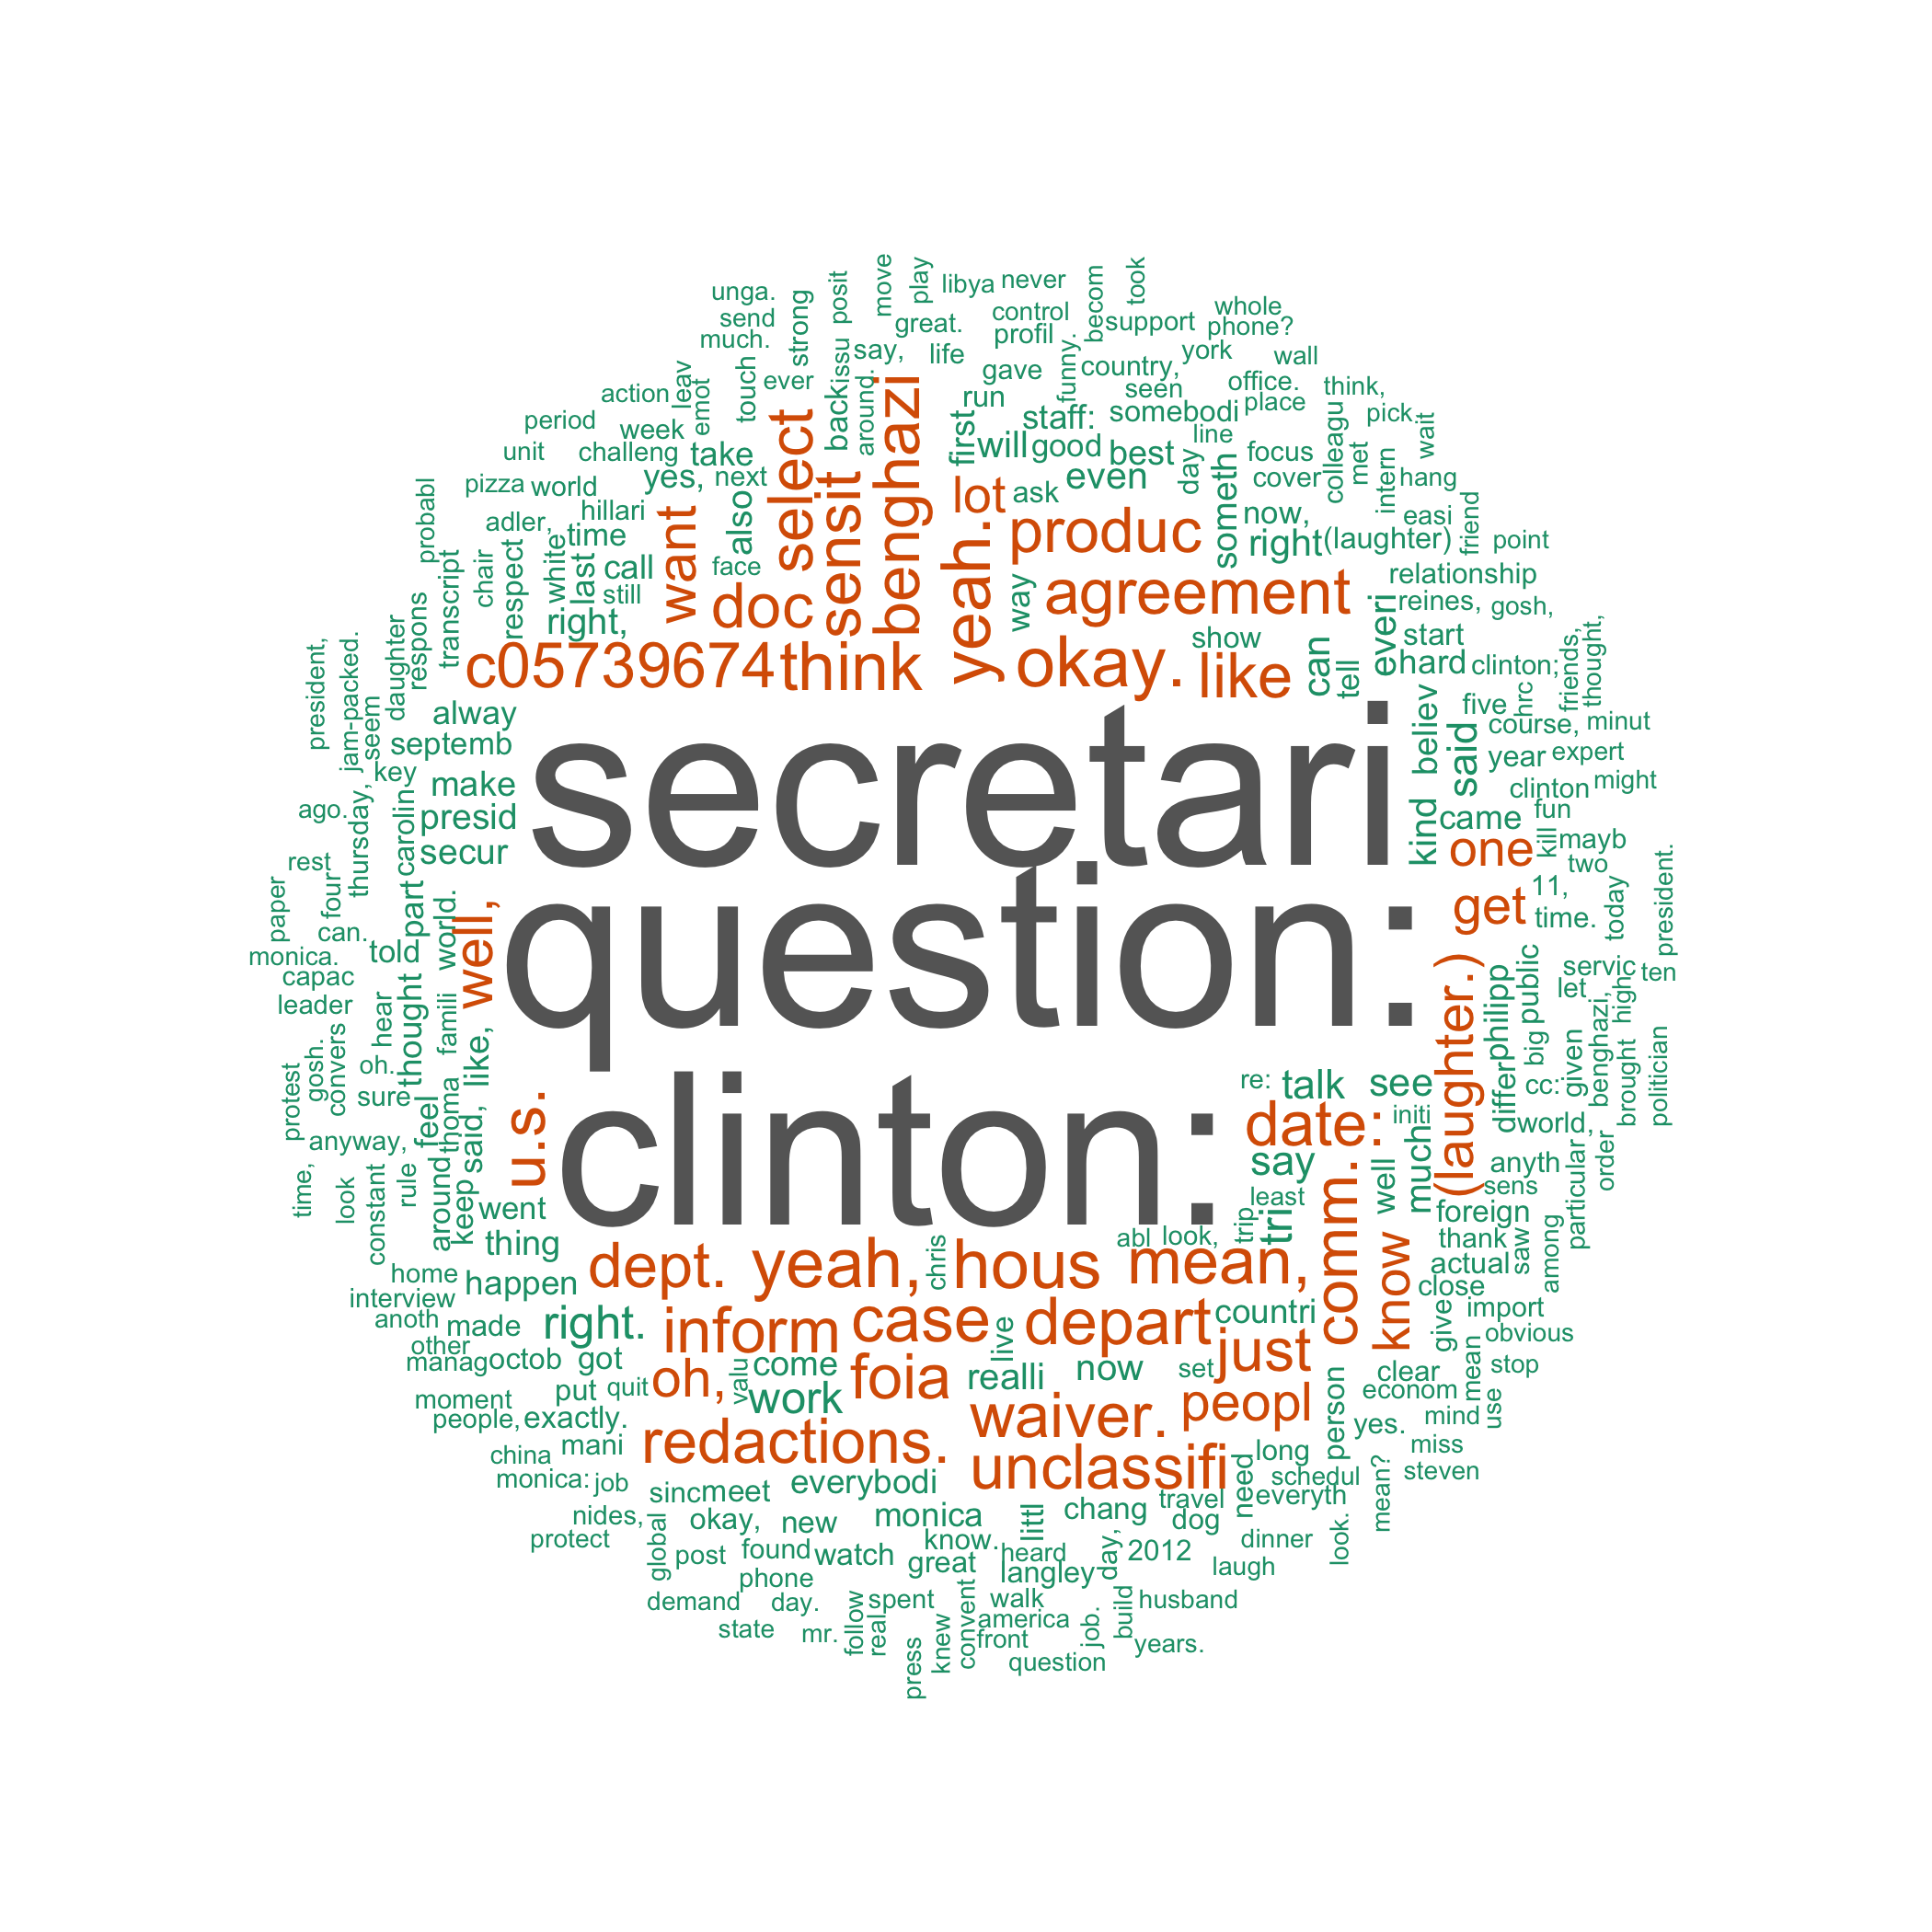 secretari
question:
clinton:
c05739674 think
yeah.
okay.
like
agreement
produc
lot
benghazi
sensit
select
doc
want
well,
u.s.
one
get
(laughter.)
date:
comm.
know
dept.
yeah,
hous
mean,
inform
case
depart
just
oh,
foia
waiver.
peopl
redactions.
unclassifi
unga.
send
much.
strong
posit
move
play
libya
never
becom
took
control
great.
profil
support
whole
phone?
action
leav
emot
touch
ever
back
issu
say,
around.
life
gave
run
funny.
country,
york
wall
seen
office.
think,
period
week
unit
challeng
take
first
will
good
staff:
best
somebodi
line
place
day
focus
cover
colleagu
met
pick.
wait
intern
hang
pizza
world
yes,
next
also
ask
even
someth
now,
right
(laughter)
easi
friend
point
probabl
adler,
hillari
time
transcript
chair
respect
white
last
call
still
face
right,
way
show
can
tell
everi
hard
relationship
reines,
gosh,
start
clinton;
friends,
thought,
president,
jam-packed.
seem
daughter
respons
alway
septemb
key
make
presid
secur
ago.
thursday,
carolin
rest
paper
four
part
world.
can.
monica.
told
capac
leader
hear
thought
famili
like,
gosh.
convers
oh.
protest
sure
feel
thoma
said,
anyway,
time,
look
constant
rule
around
keep
went
thing
kind
believ
said
five
hrc
course,
minut
year
expert
clinton
might
fun
came
kill
mayb
two
11,
time.
today
president.
servic
ten
let
high
public
philipp
differ
big
given
benghazi,
brought
politician
cc:
world,
re:
talk
see
say
initi
much
well
least
trip
tri
abl
look,
chris
anyth
sens
particular
order
foreign
thank
saw
among
actual
close
import
give
obvious
home
happen
interview
anoth
made
right.
other
manag
octob
got
moment
put
quit
people,
exactly.
valu
come
work
live
realli
now
set
countri
clear
econom
mean
stop
use
person
yes.
mind
miss
steven
china
mani
monica:
job
sinc
meet
everybodi
long
schedul
need
everyth
travel
mean?
look.
nides,
protect
global
okay,
new
monica
littl
chang
dog
dinner
post
found
watch
know.
heard
great
langley
day,
2012
laugh
phone
demand
day.
spent
walk
build
husband
state
mr.
follow
real
knew
convent
america
front
job.
years.
press
question